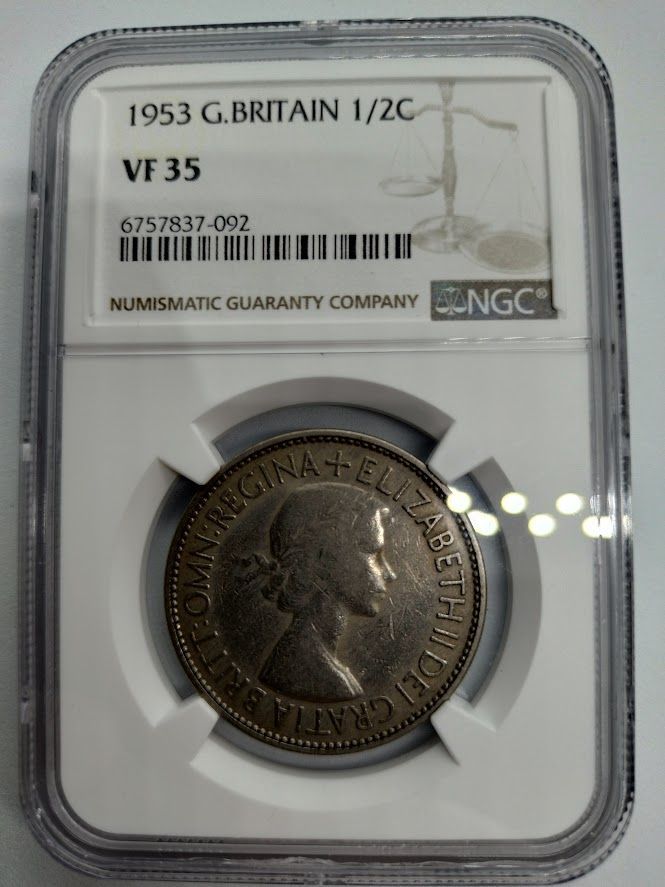 1953 G.BRITAIN 1/2C
VF 35
6757837-092
NUMISMATIC GUARANTY COMPANY
NGC®
+ELIZABETH II DEI GRATIA BRITT:OMN:REGINA